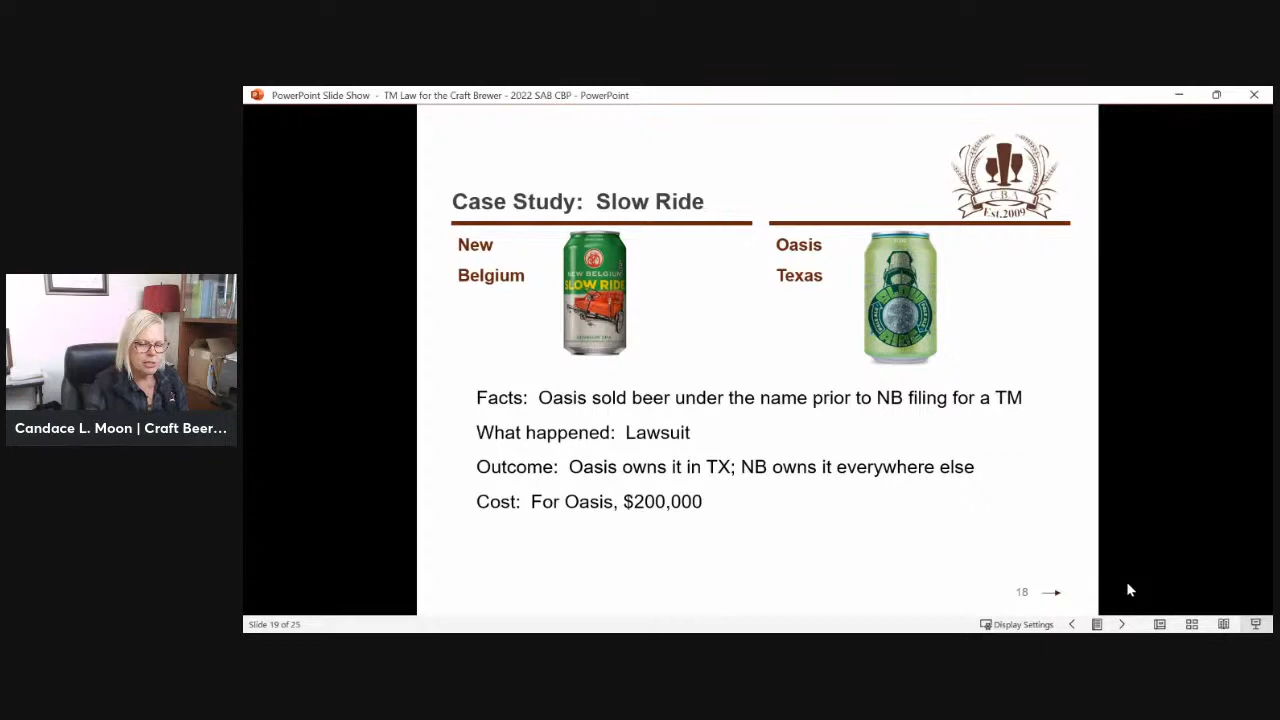 PowerPoint Slide Show - TM Law for the Craft Brewer - 2022 SAB CBP - PowerPoint
C.B.A
Est.2009
Case Study: Slow Ride
New
Belgium
NEW BELGIUM
SLOW RIDE
Oasis
Texas
SLOW
RIDE
Facts: Oasis sold beer under the name prior to NB filing for a TM
What happened: Lawsuit
Outcome: Oasis owns it in TX; NB owns it everywhere else
Cost: For Oasis, $200,000
18
Candace L. Moon | Craft Beer...
Slide 19 of 25
Display Settings